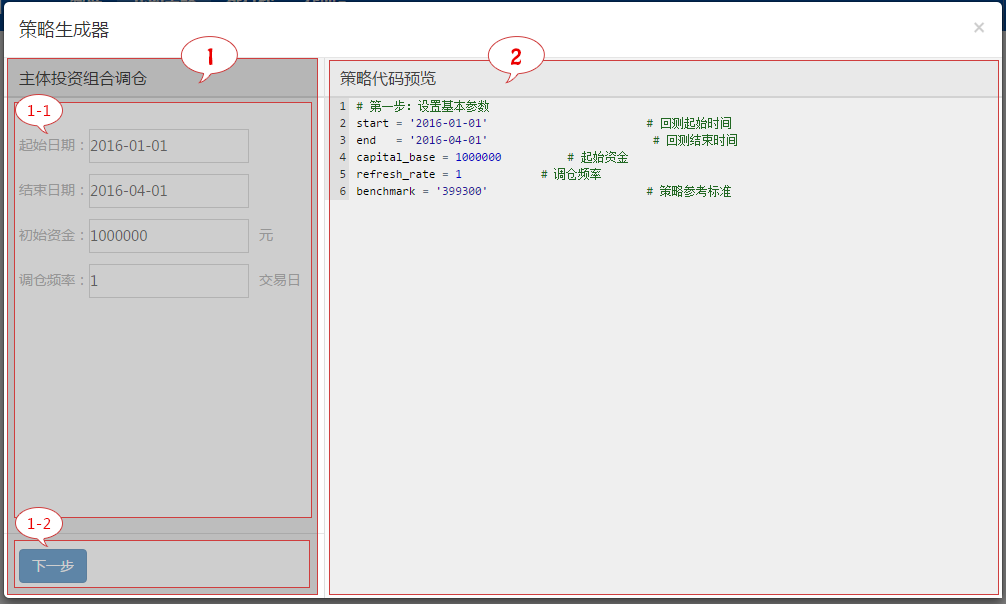 策略生成器
×
1
主体投资组合调仓
1-1
起始日期：2016-01-01
结束日期：2016-04-01
初始资金：1000000 元
调仓频率：1 交易日
1-2
下一步
2
策略代码预览
1 # 第一步：设置基本参数
2 start = '2016-01-01' # 回测起始时间
3 end = '2016-04-01' # 回测结束时间
4 capital_base = 1000000 # 起始资金
5 refresh_rate = 1 # 调仓频率
6 benchmark = '399300' # 策略参考标准